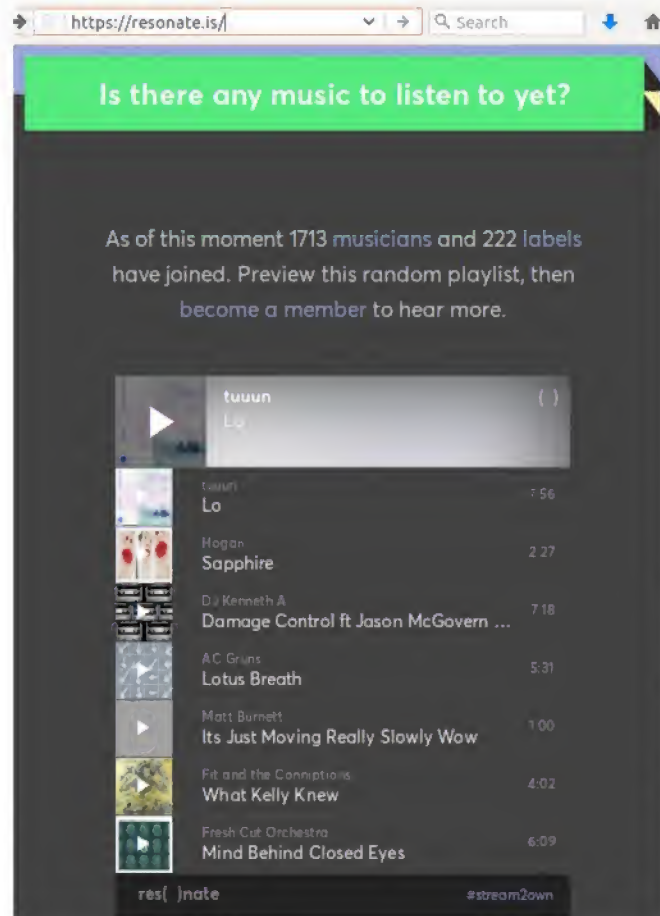 https://resonate.is/
Search
Is there any music to listen to yet?
As of this moment 1713 musicians and 222 labels
have joined. Preview this random playlist, then
become a member to hear more.
tuuun
( )
Lo
tuuun
Lo
7:56
Hogan
Sapphire
2:27
DJ Kenneth A
Damage Control ft Jason McGovern ...
7:18
AC Gruns
Lotus Breath
5:31
Matt Burnett
Its Just Moving Really Slowly Wow
1:00
Fit and the Conniptions
What Kelly Knew
4:02
Fresh Cut Orchestra
Mind Behind Closed Eyes
6:09
res( )nate
#stream2own